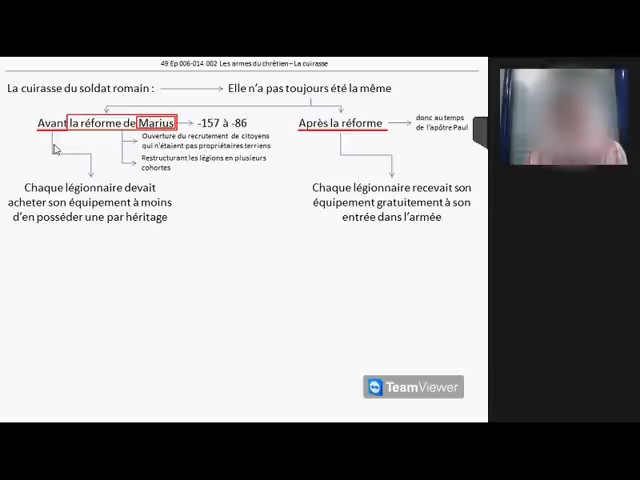 49 Ep 006-014 002 Les armes du chrétien – La cuirasse
La cuirasse du soldat romain : Elle n'a pas toujours été la même
Avant la réforme de Marius -157 à -86
Ouverture du recrutement de citoyens
qui n'étaient pas propriétaires terriens
Restructurant les légions en plusieurs
cohortes
Chaque légionnaire devait
acheter son équipement à moins
d'en posséder une par héritage
Après la réforme
donc au temps
de l'apôtre Paul
Chaque légionnaire recevait son
équipement gratuitement à son
entrée dans l'armée
TeamViewer